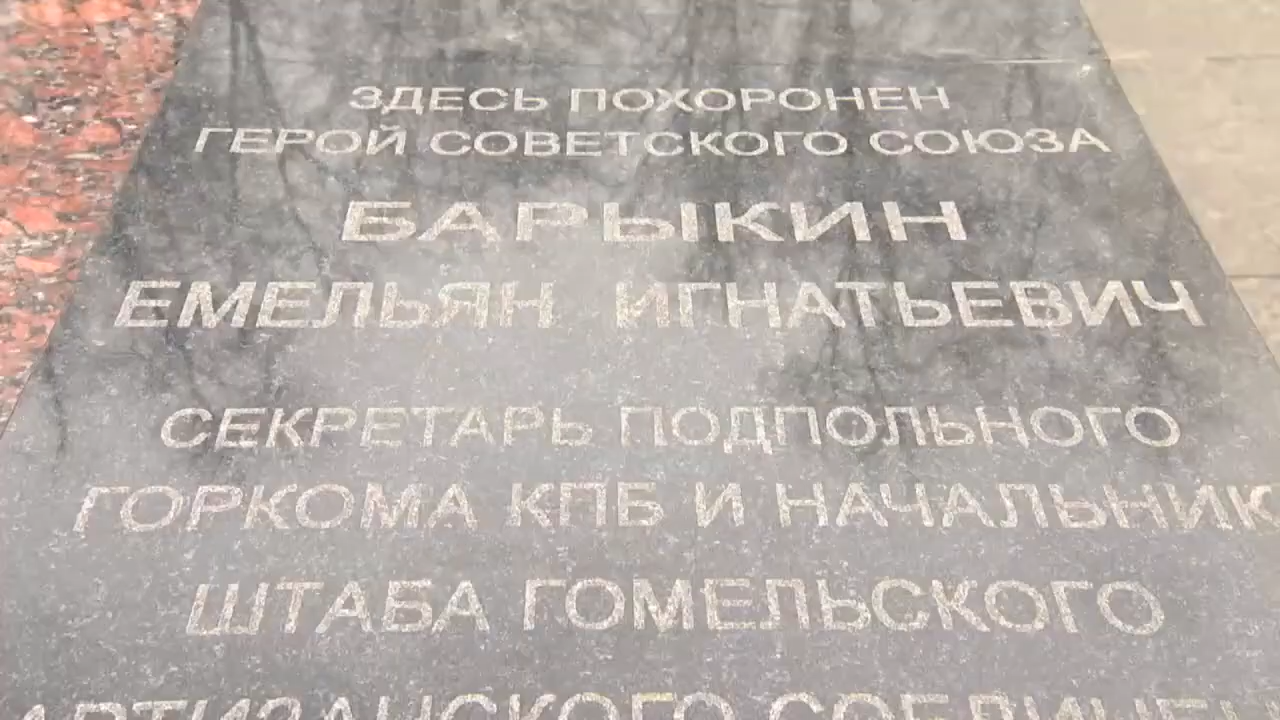 ЗДЕСЬ ПОХОРОНЕН
ГЕРОЙ СОВЕТСКОГО СОЮЗА
БАРЫКИН
ЕМЕЛЬЯН ИГНАТЬЕВИЧ
СЕКРЕТАРЬ ПОДПОЛЬНОГО
ГОРКОМА КПБ И НАЧАЛЬНИК
ШТАБА ГОМЕЛЬСКОГО